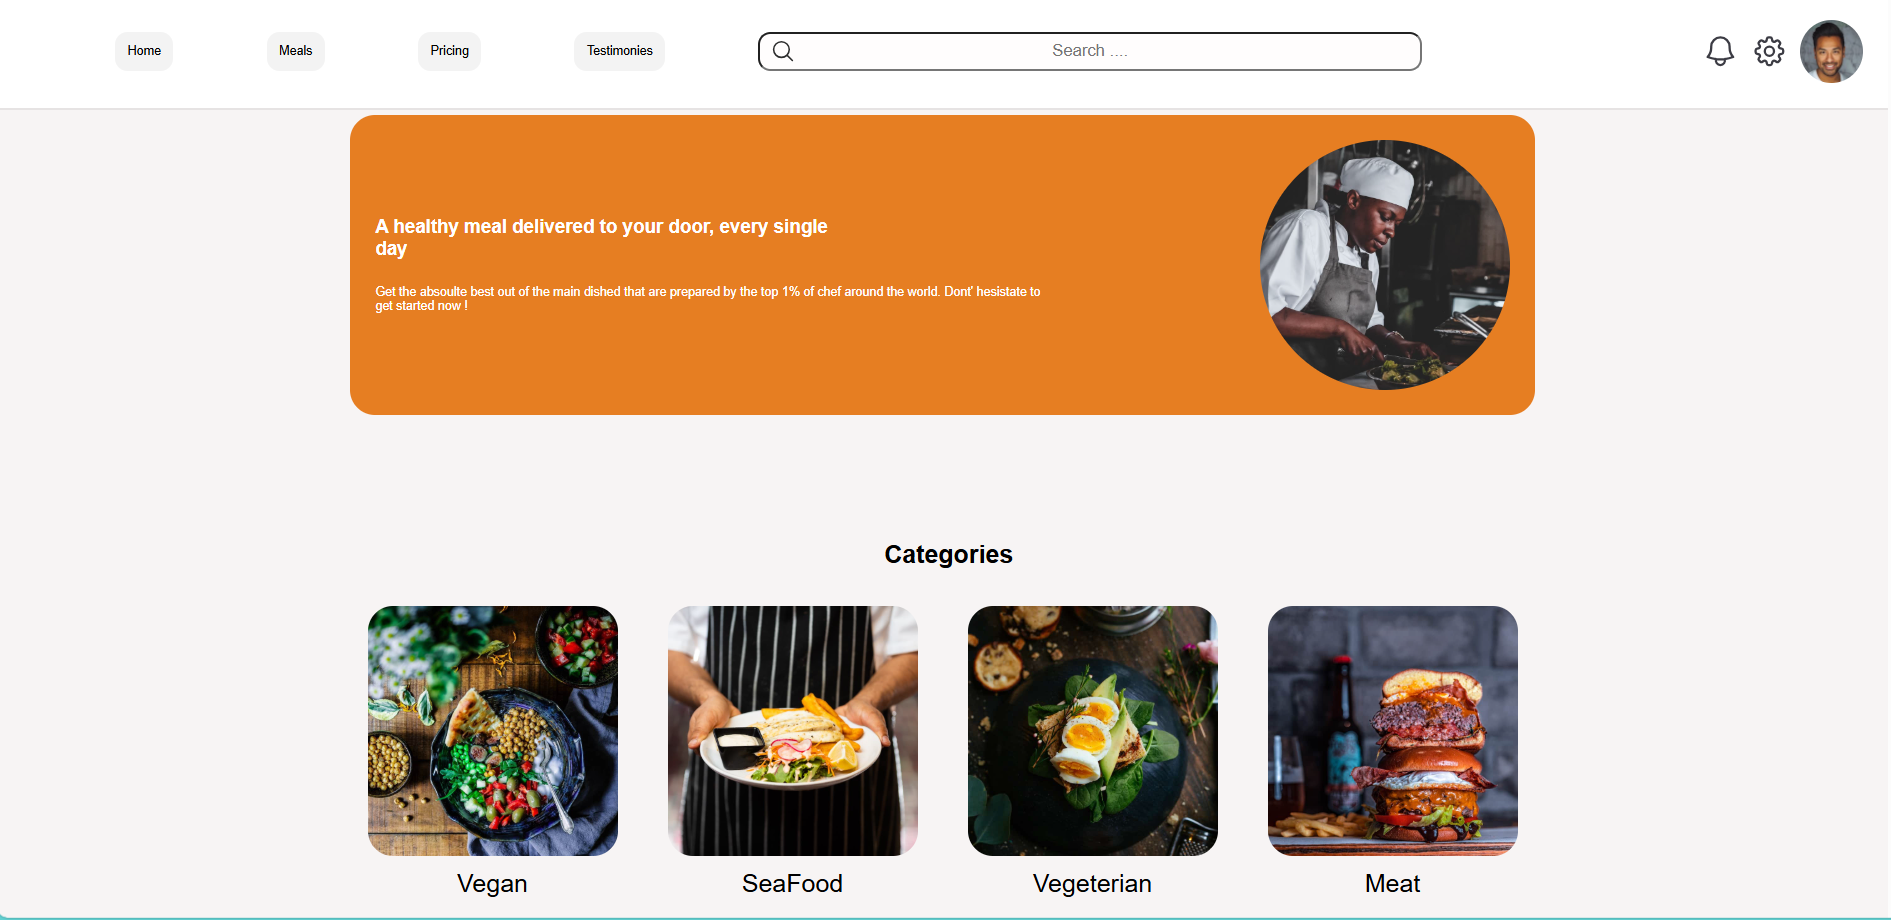 Home
Meals
Pricing
Testimonies
Search ....
A healthy meal delivered to your door, every single
day
Get the absoulte best out of the main dished that are prepared by the top 1% of chef around the world. Dont' hesistate to
get started now !
Categories
Vegan
SeaFood
Vegeterian
Meat